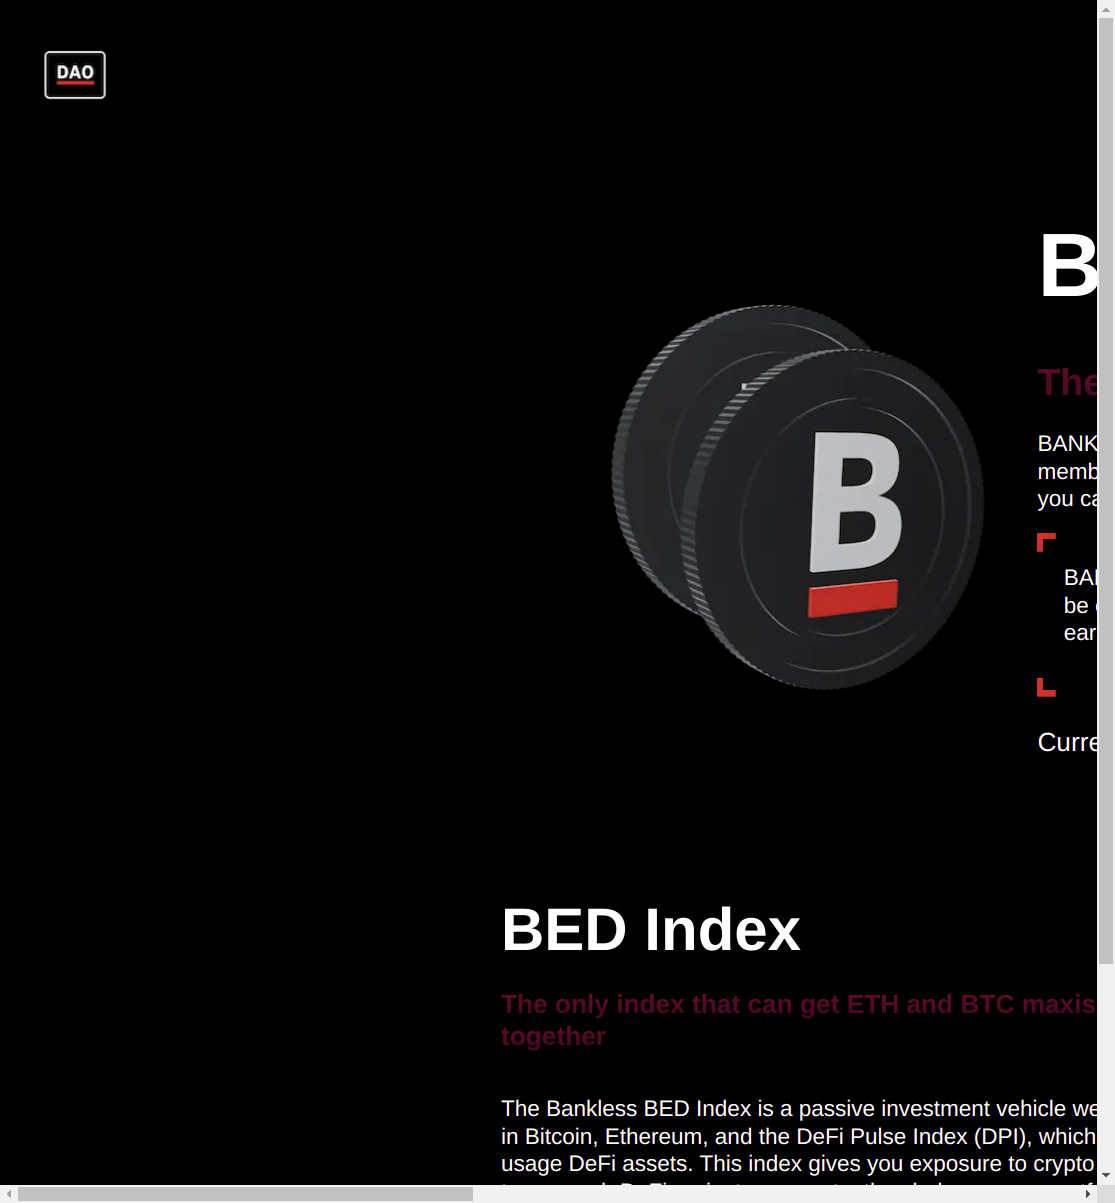 DAO
B
The
BANK
memb
you ca
B
BAN
be
ear
Curre
BED Index
The only index that can get ETH and BTC maxis
together
The Bankless BED Index is a passive investment vehicle we
in Bitcoin, Ethereum, and the DeFi Pulse Index (DPI), which
usage DeFi assets. This index gives you exposure to crypto